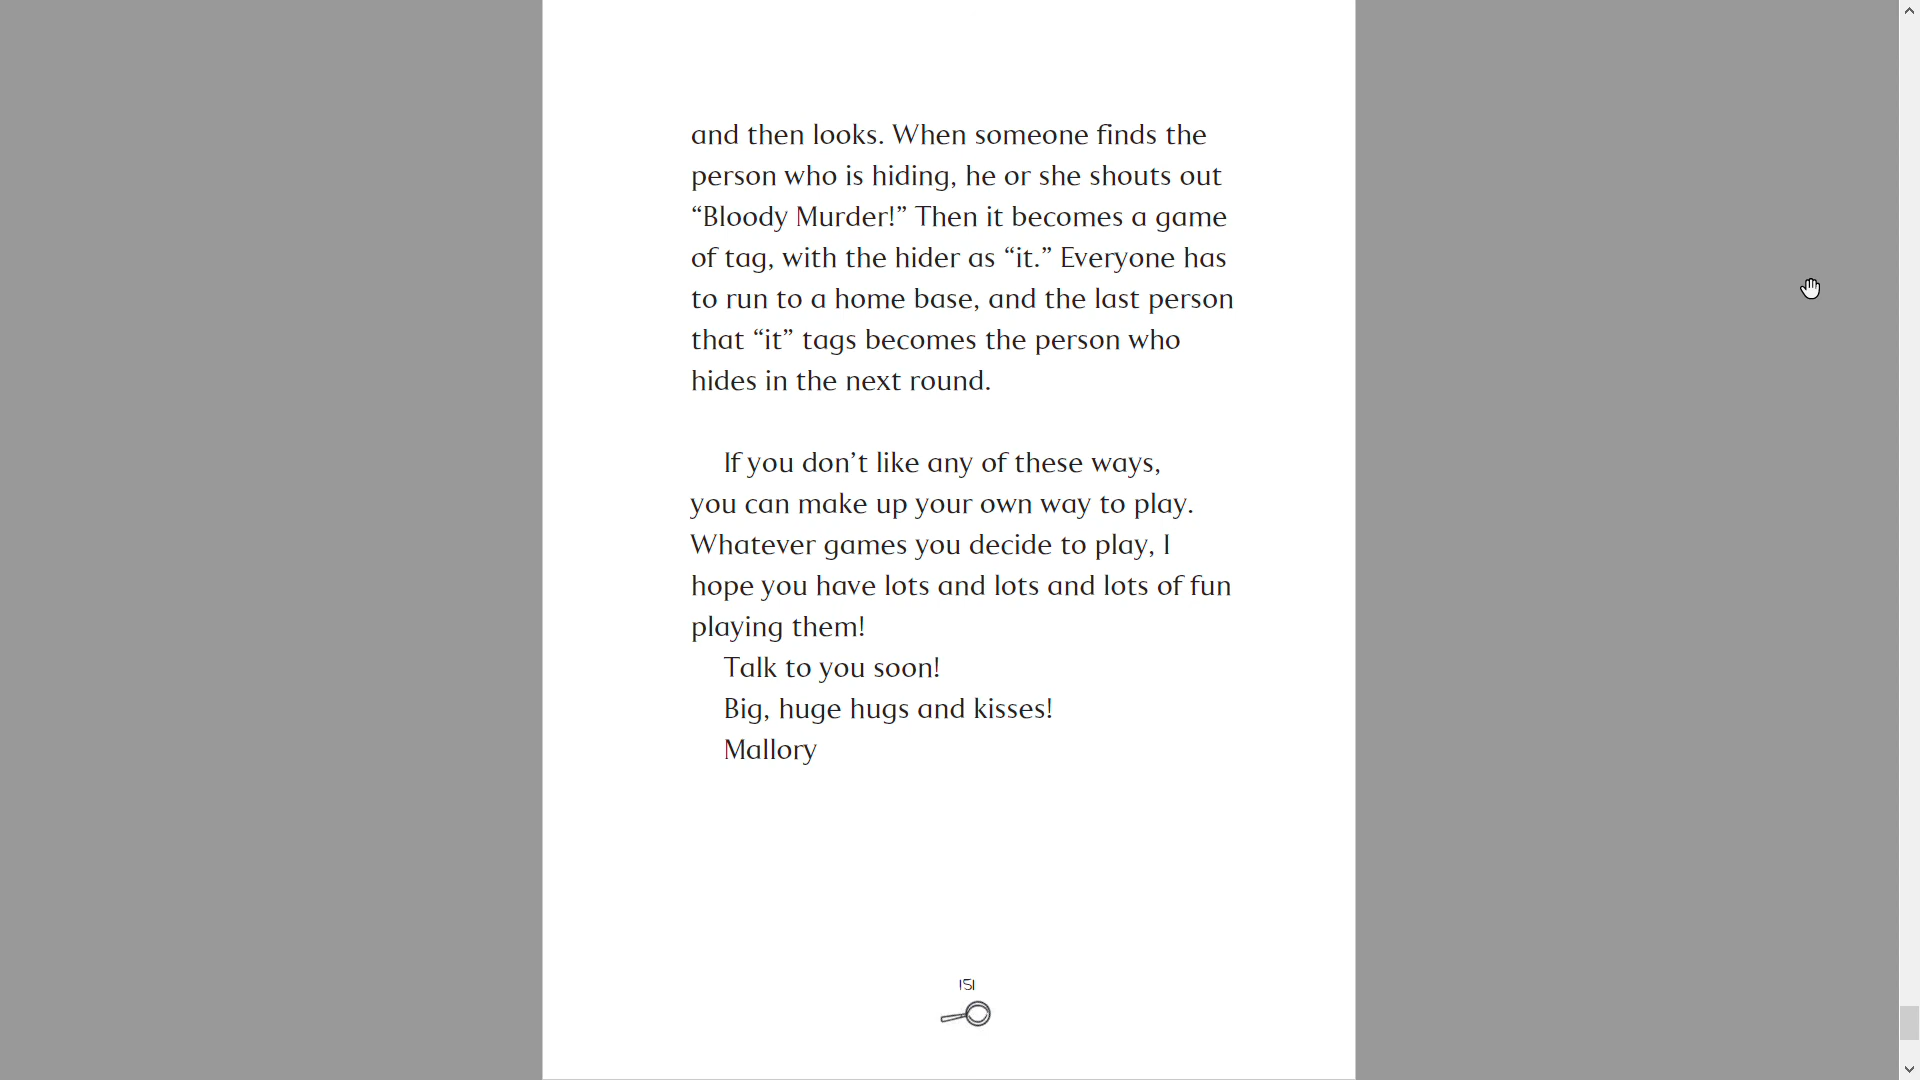 and then looks. When someone finds the
person who is hiding, he or she shouts out
“Bloody Murder!” Then it becomes a game
of tag, with the hider as “it.” Everyone has
to run to a home base, and the last person
that “it” tags becomes the person who
hides in the next round.
If you don’t like any of these ways,
you can make up your own way to play.
Whatever games you decide to play, I
hope you have lots and lots and lots of fun
playing them!
Talk to you soon!
Big, huge hugs and kisses!
Mallory
151